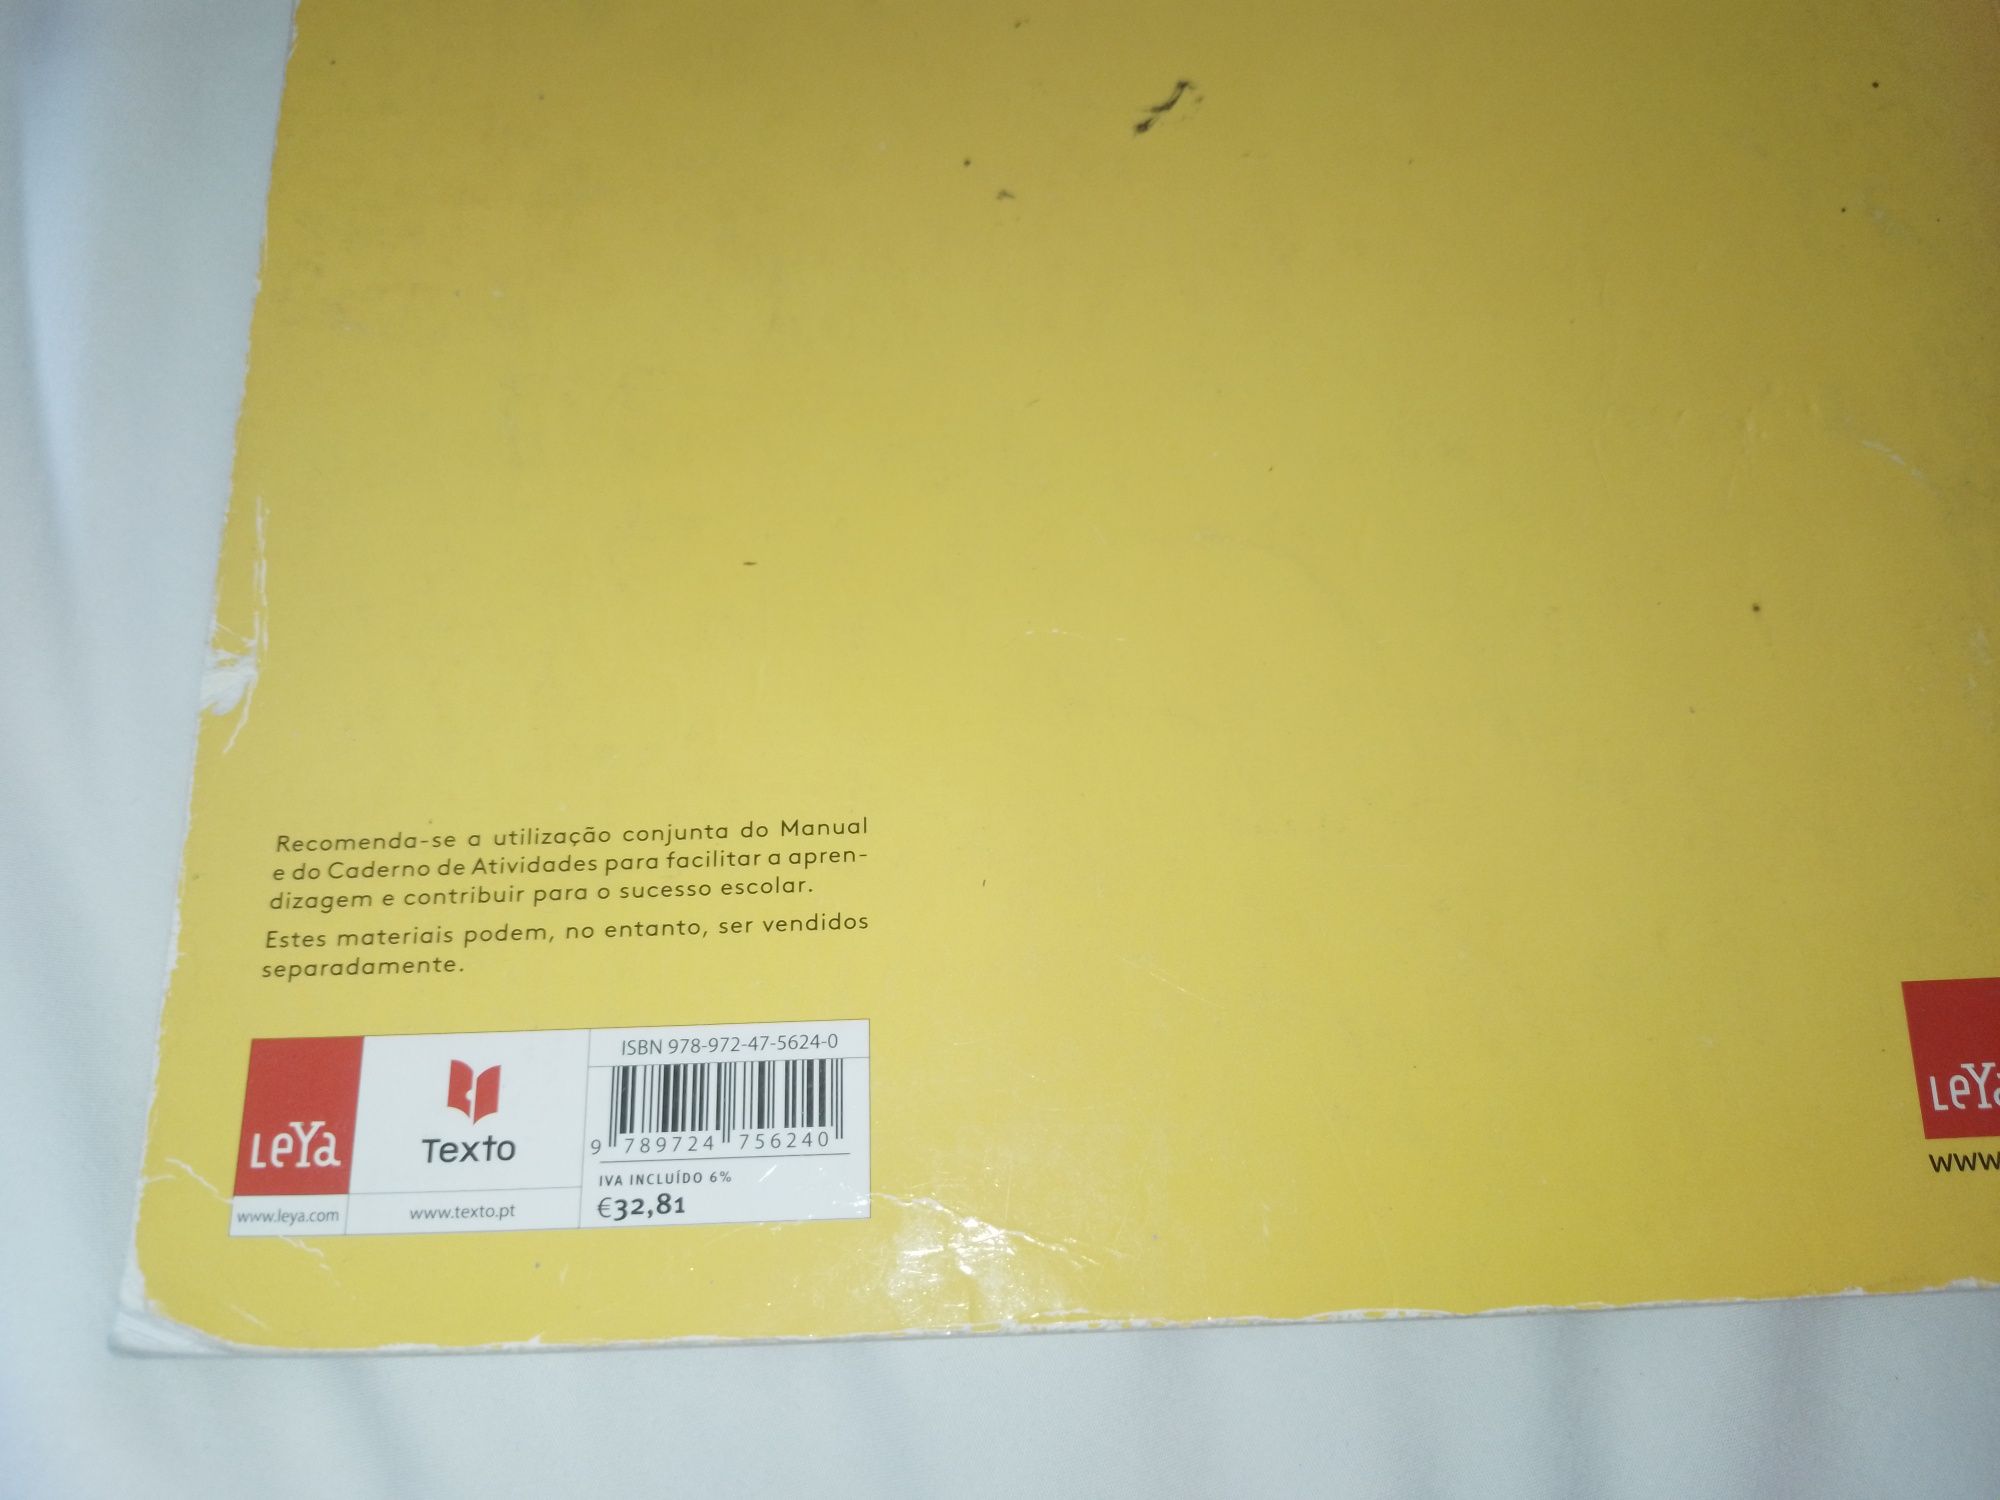 Recomenda-se a utilização conjunta do Manual
e do Caderno de Atividades para facilitar a apren-
dizagem e contribuir para o sucesso escolar.
Estes materiais podem, no entanto, ser vendidos
separadamente.
LeYa
www.leya.com
Texto
www.texto.pt
ISBN 978-972-47-5624-0
9 789724 756240
IVA INCLUÍDO 6%
€32,81
LeYa
www.